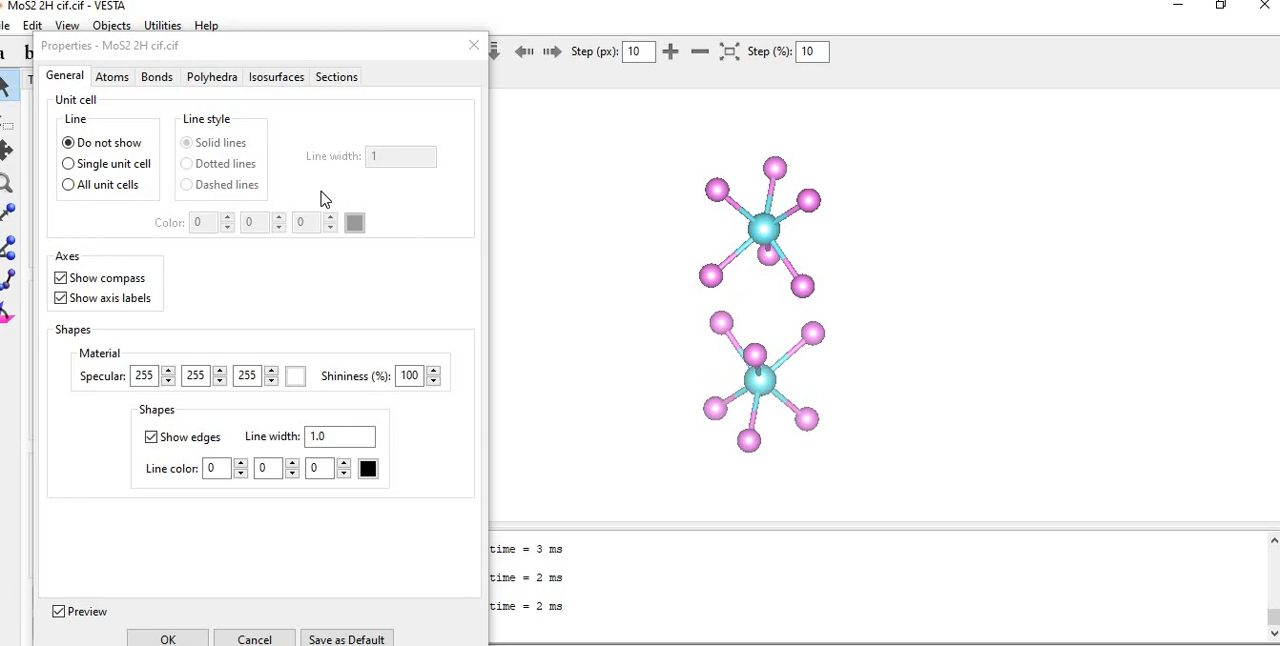 MoS2 2H cif.cif - VESTA
Edit View Objects Utilities Help
Properties - MoS2 2H cif.cif
Step (px): 10 Step (%): 10
General Atoms Bonds Polyhedra Isosurfaces Sections
Unit cell
Line Line style
Do not show Solid lines
Line width: 1
Single unit cell Dotted lines
All unit cells Dashed lines
Color: 0 0 0
Axes
Show compass
Show axis labels
Shapes
Material
Specular: 255 255 255 Shininess (%): 100
Shapes
Show edges Line width: 1.0
Line color: 0 0 0
time = 3 ms
time = 2 ms
time = 2 ms
Preview
OK Cancel Save as Default